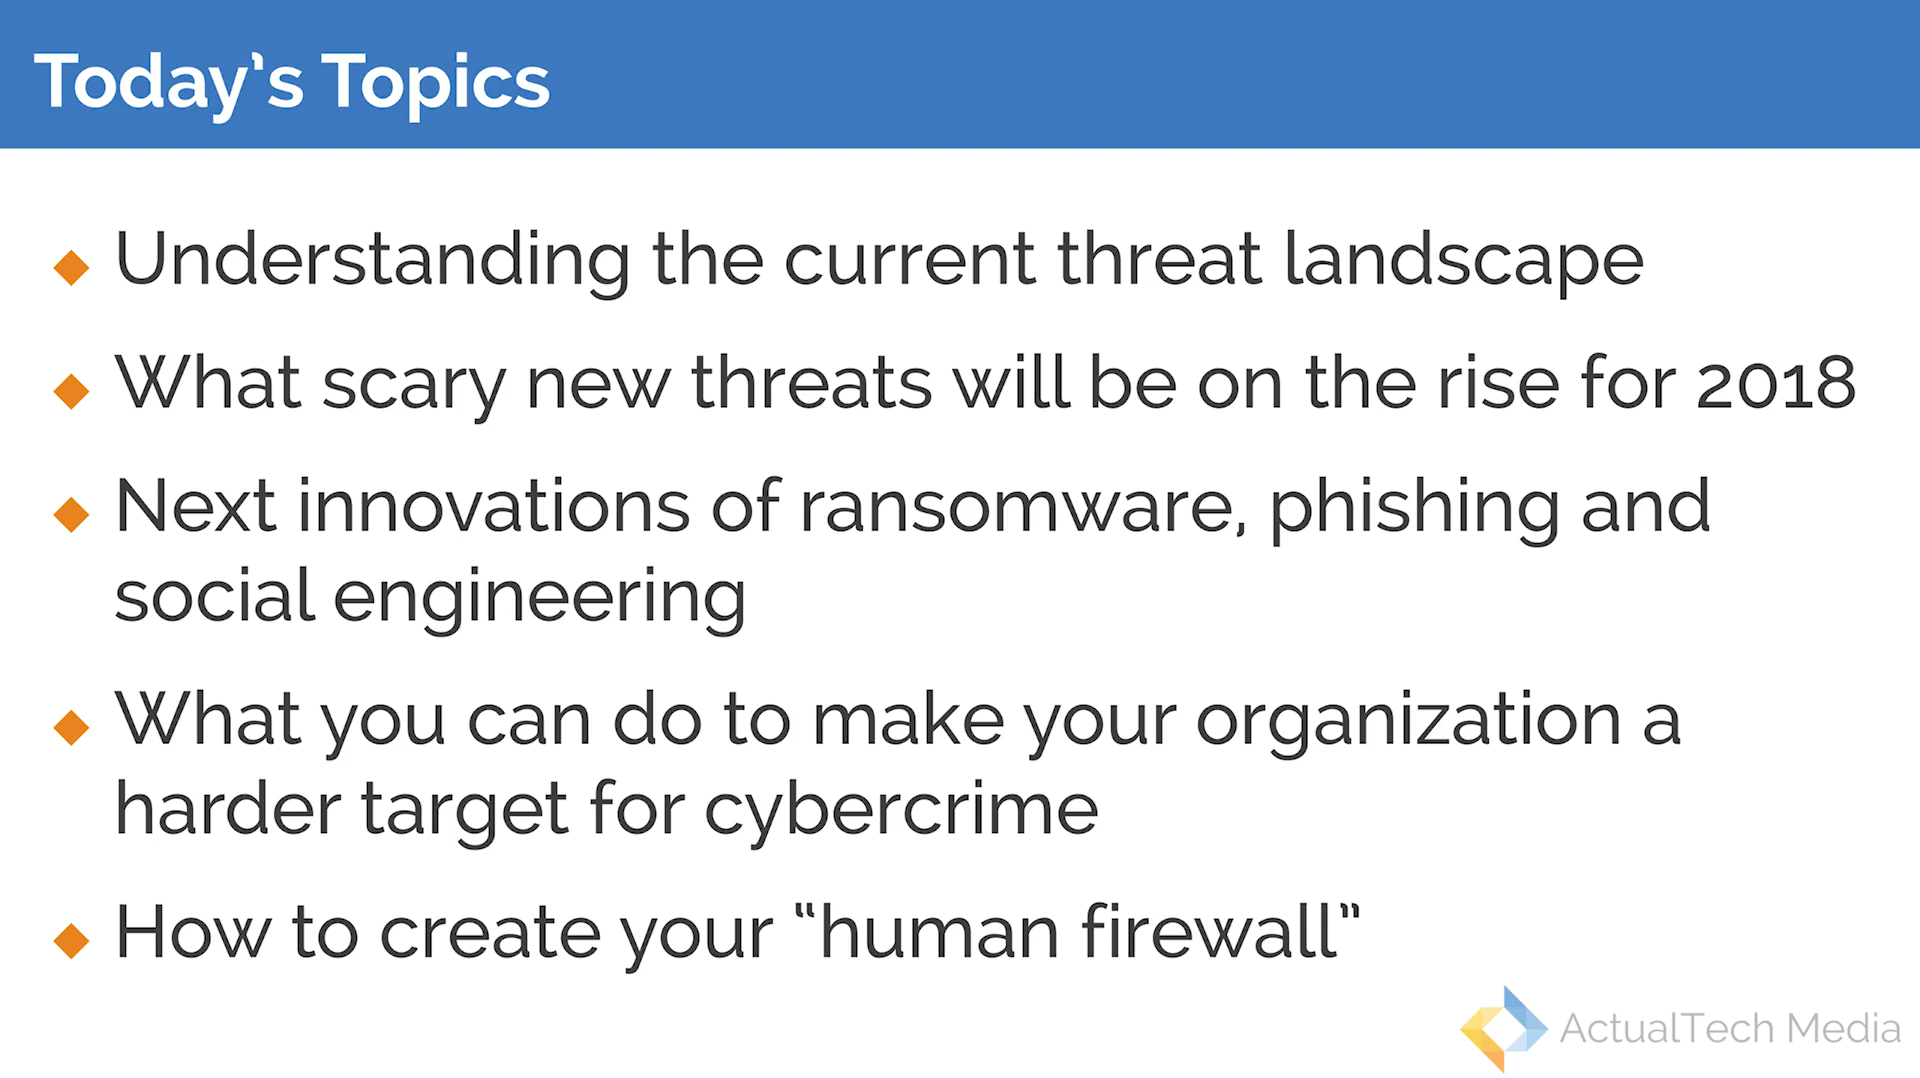 Today's Topics
Understanding the current threat landscape
What scary new threats will be on the rise for 2018
Next innovations of ransomware, phishing and
social engineering
What you can do to make your organization a
harder target for cybercrime
How to create your “human firewall”
ActualTech Media